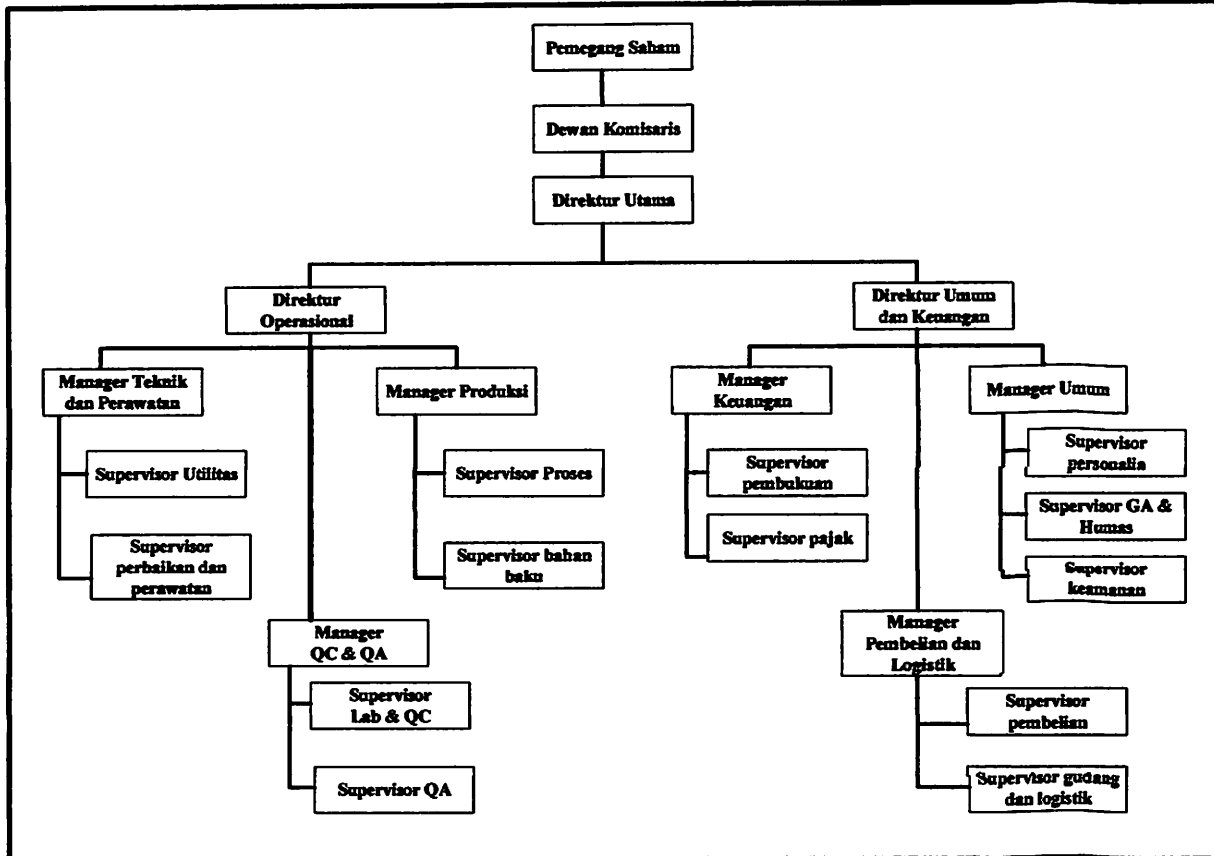 Pemegang Saham
Dewan Komisaris
Direktur Utama
Direktur
Operasional
Direktur Umum
dan Keuangan
Manager Teknik
dan Perawatan
Manager Produksi
Manager
Keuangan
Manager Umum
Supervisor Utilitas
Supervisor
perbaikan dan
perawatan
Supervisor Proses
Supervisor bahan
baku
Supervisor
pembukuan
Supervisor pajak
Supervisor
personalia
Supervisor GA &
Humas
Supervisor
keamanan
Manager
QC & QA
Supervisor
Lab & QC
Supervisor QA
Manager
Pembelian dan
Logistik
Supervisor
pembelian
Supervisor gudang
dan logistik